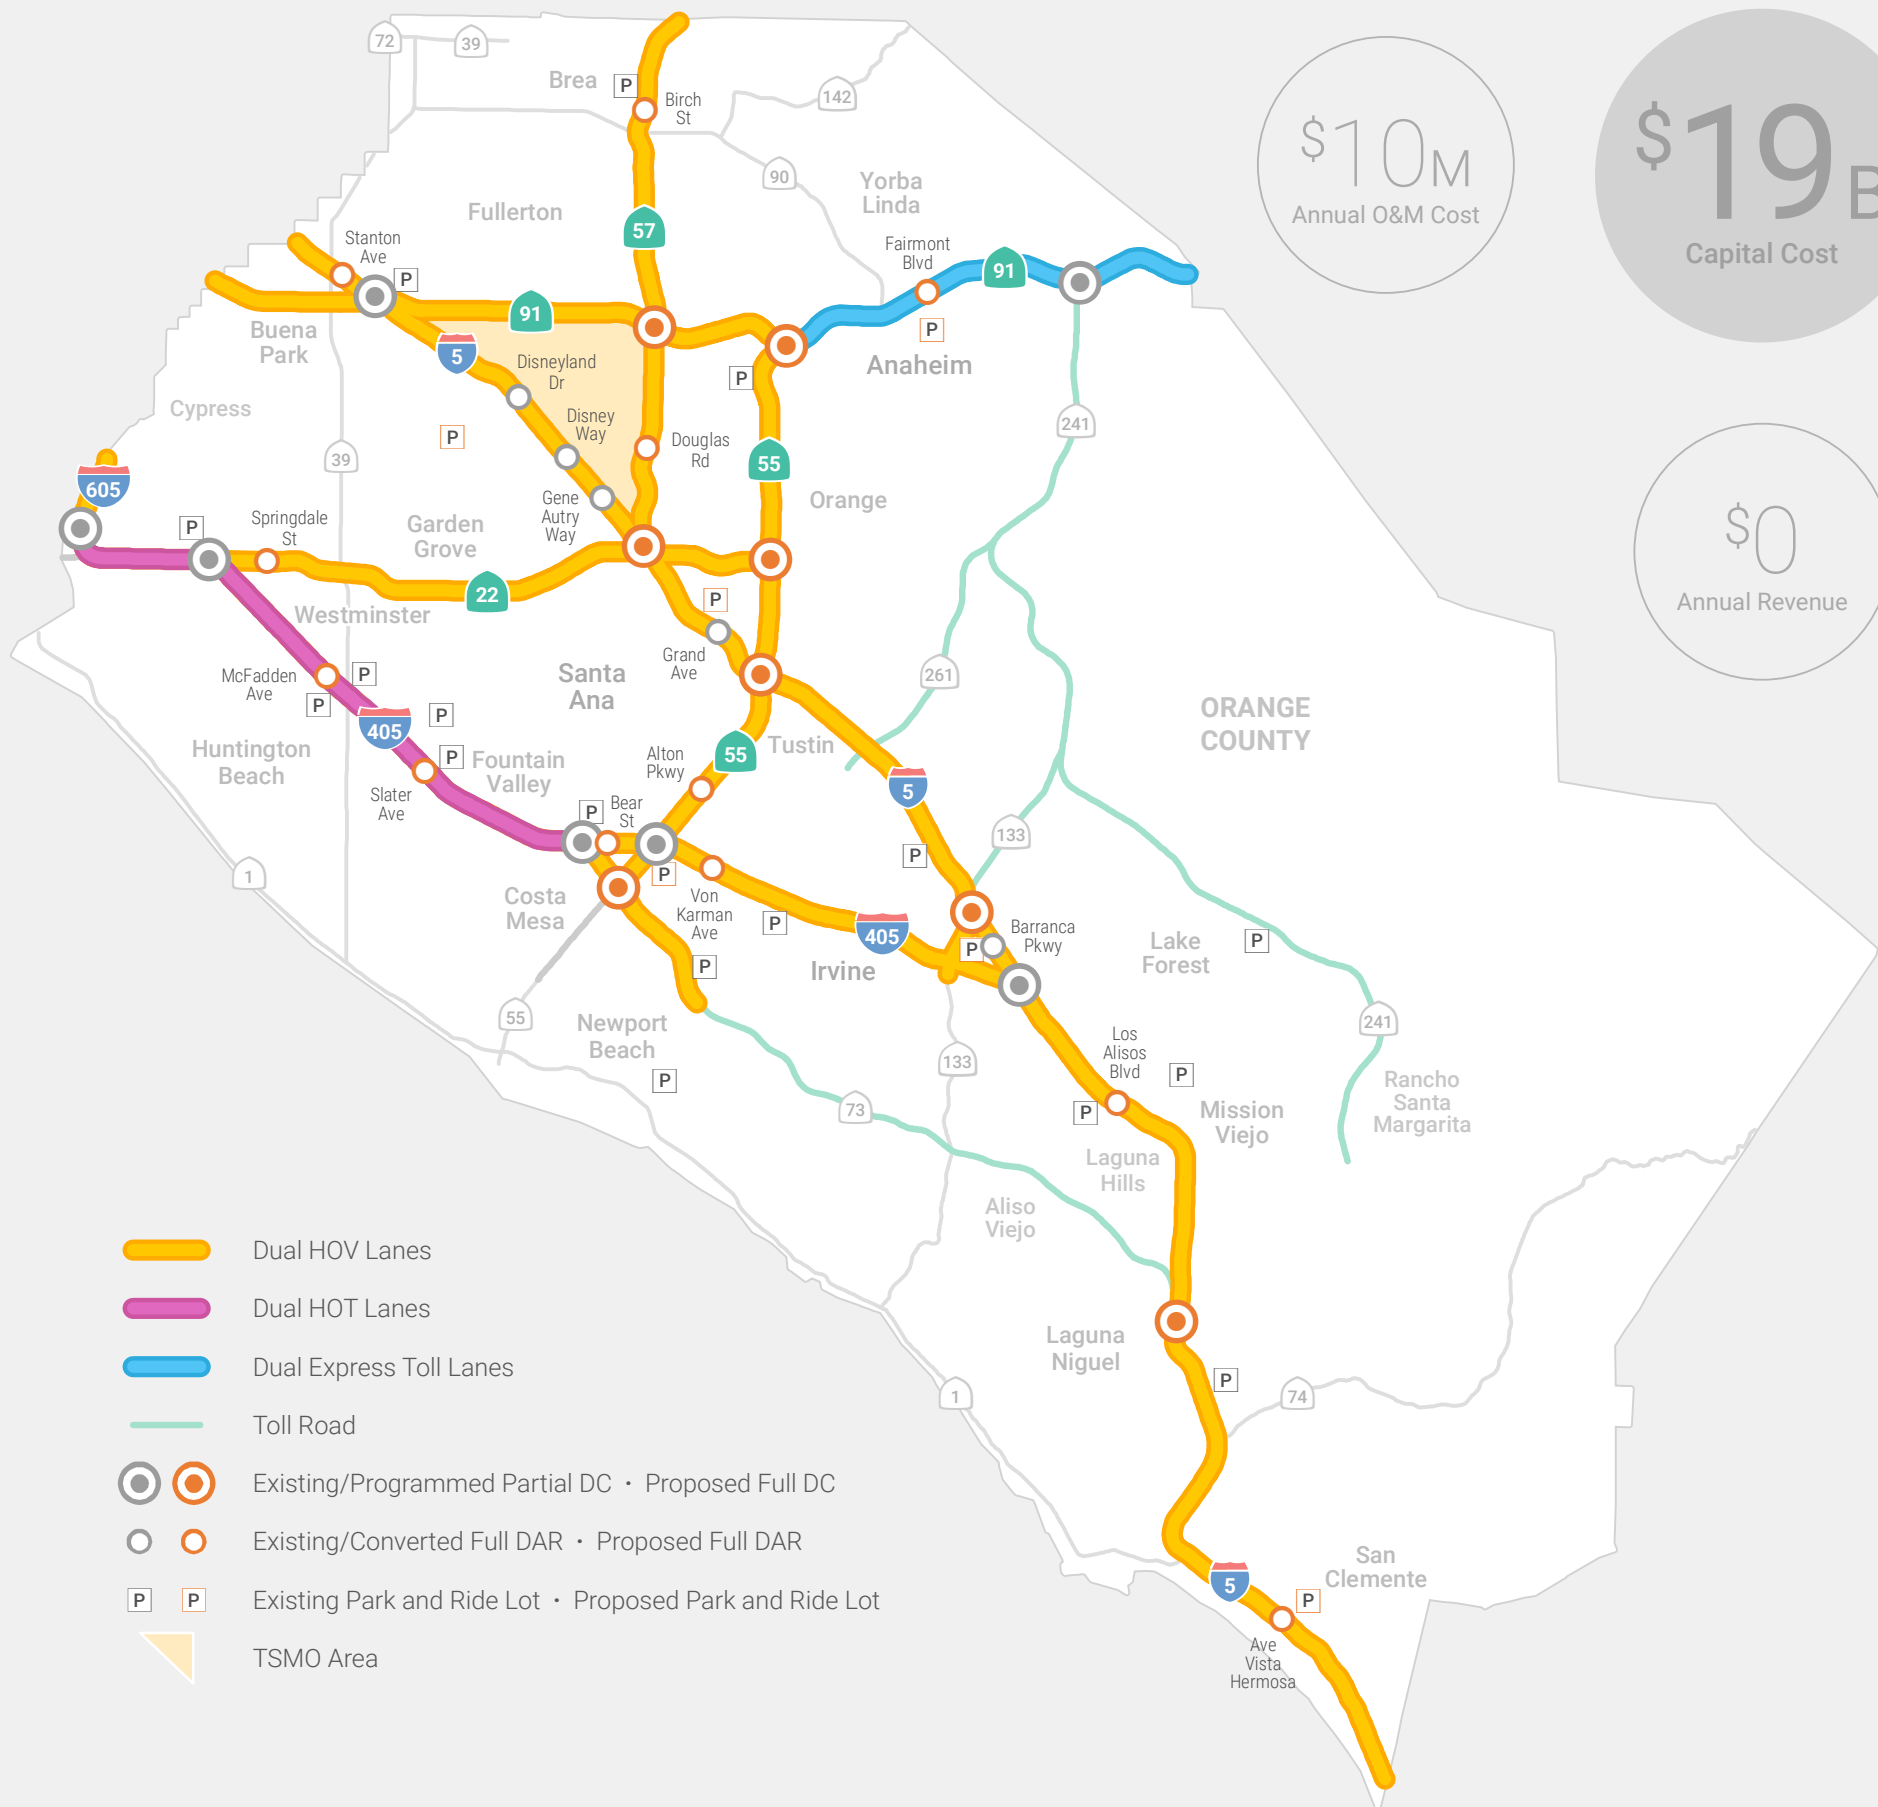 72
39
Brea
P
Birch
St
142
$10M
Annual O&M Cost
$19B
Capital Cost
90
Yorba
Linda
Fullerton
57
Stanton
Ave
P
Fairmont
Blvd
91
91
Buena
Park
5
P
Anaheim
Disneyland
Dr
P
Cypress
Disney
Way
241
P
39
Douglas
Rd
55
605
Orange
Gene
Autry
Way
P
Springdale
St
Garden
Grove
$0
Annual Revenue
22
P
Westminster
Grand
Ave
McFadden
Ave
P
P
Santa
Ana
261
ORANGE
COUNTY
405
P
Huntington
Beach
P
Fountain
Valley
Alton
Pkwy
55
Tustin
5
Slater
Ave
P
Bear
St
133
P
1
P
Costa
Mesa
Von
Karman
Ave
P
405
Barranca
Pkwy
P
Lake
Forest
P
Irvine
P
55
Newport
Beach
241
Los
Alisos
Blvd
133
P
P
Rancho
Santa
Margarita
73
P
Mission
Viejo
Laguna
Hills
Aliso
Viejo
Dual HOV Lanes
Dual HOT Lanes
Laguna
Niguel
Dual Express Toll Lanes
P
1
74
Toll Road
Existing/Programmed Partial DC • Proposed Full DC
Existing/Converted Full DAR • Proposed Full DAR
San
Clemente
5
P P Existing Park and Ride Lot • Proposed Park and Ride Lot
P
Ave
Vista
Hermosa
TSMO Area